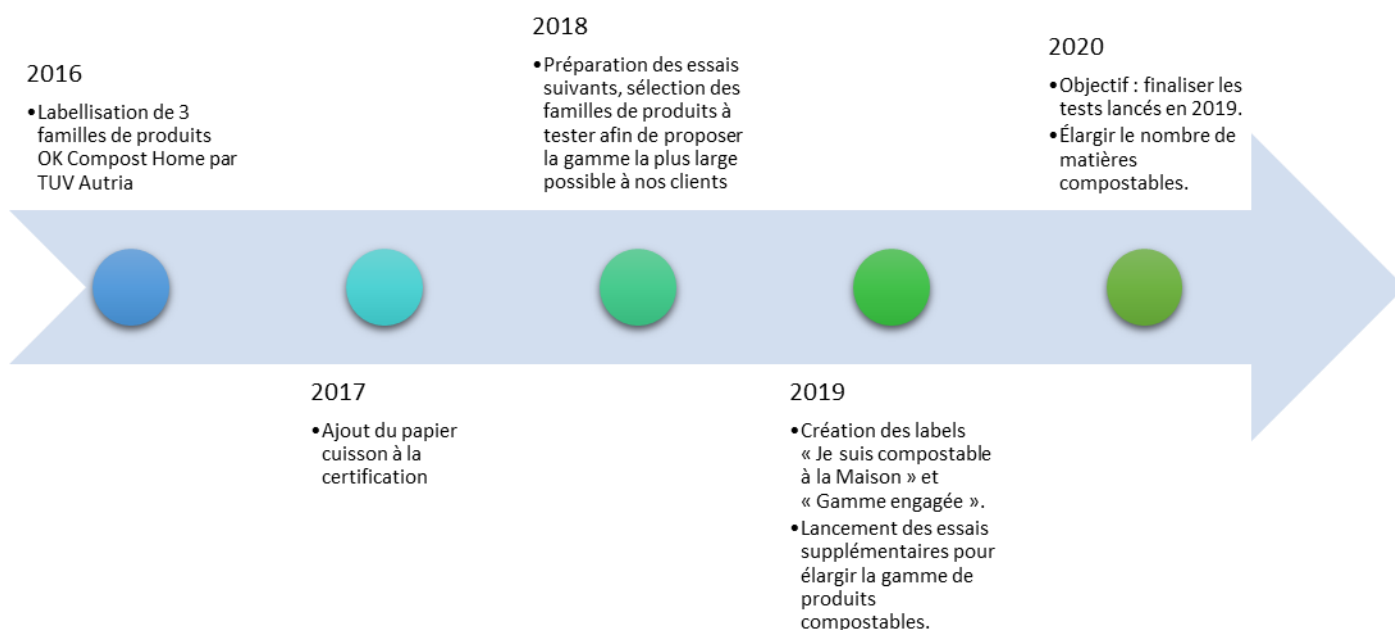 2016
•Labellisation de 3
familles de produits
OK Compost Home par
TUV Autria
2017
•Ajout du papier
cuisson à la
certification
2018
•Préparation des essais
suivants, sélection des
familles de produits à
tester afin de proposer
la gamme la plus large
possible à nos clients
2019
•Création des labels
« Je suis compostable
à la Maison » et
« Gamme engagée ».
•Lancement des essais
supplémentaires pour
élargir la gamme de
produits
compostables.
2020
•Objectif : finaliser les
tests lancés en 2019.
•Élargir le nombre de
matières
compostables.